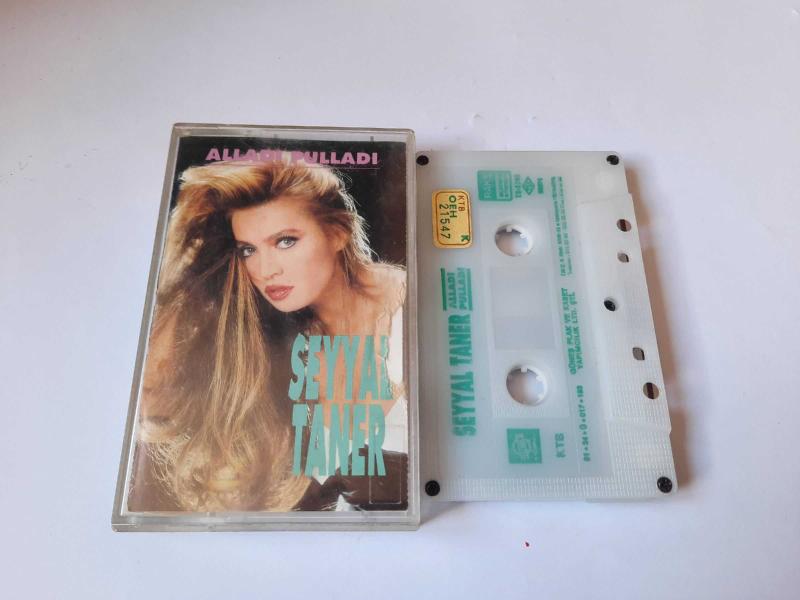 ALLADI PULLADI
SEYYAL
TANER
KTB
OEH K
21547
SEYYAL TANER
ALLADI
PULLADI
GÜNEŞ PLAK VE KASET
YAPIMCILIK LTD. ŞTİ.
KTB